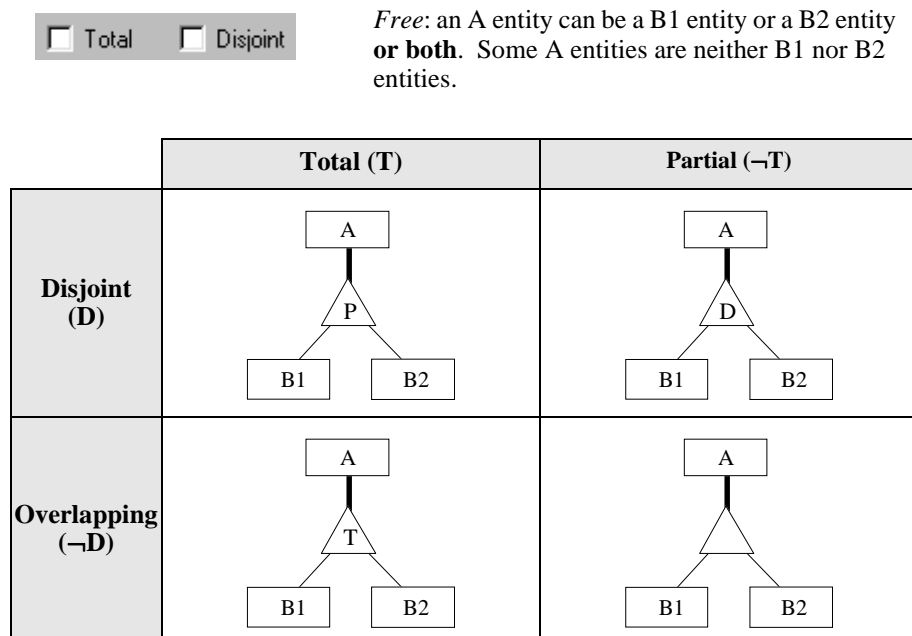 Total Disjoint
Free: an A entity can be a B1 entity or a B2 entity
or both. Some A entities are neither B1 nor B2
entities.
Total (T) Partial (¬T)
Disjoint
(D)
A
P
B1 B2
A
D
B1 B2
Overlapping
(¬D)
A
T
B1 B2
A
B1 B2